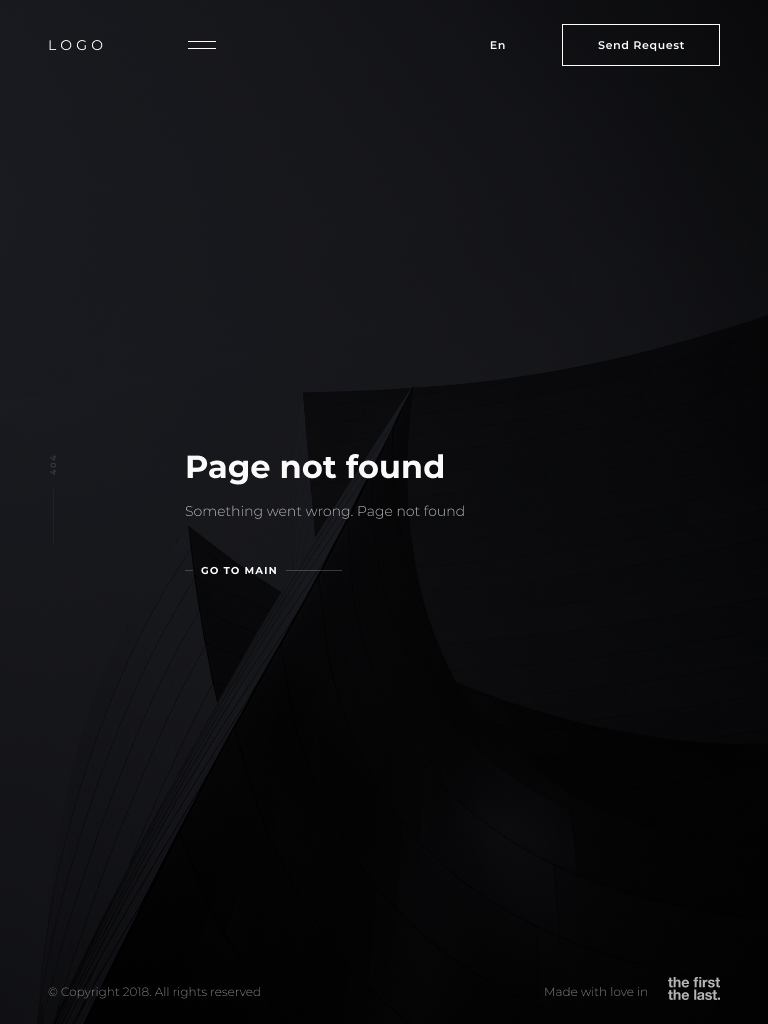 LOGO
En
Send Request
404
Page not found
Something went wrong. Page not found
GO TO MAIN
© Copyright 2018. All rights reserved
Made with love in
the first
the last.